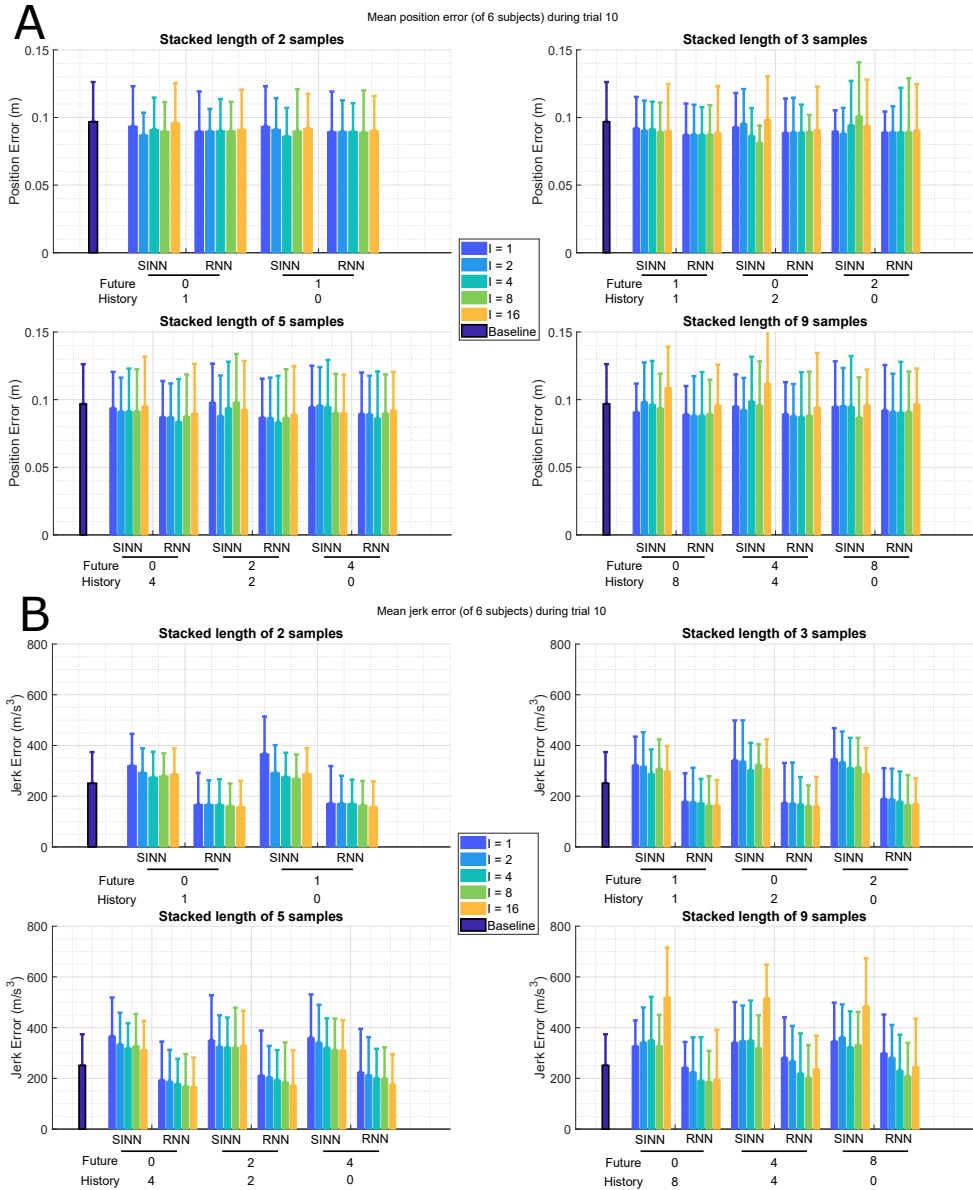 A
Mean position error (of 6 subjects) during trial 10
Stacked length of 2 samples
Position Error (m)
0.15
0.1
0.05
0
SINN RNN SINN RNN
Future 0 1
History 1 0
Stacked length of 3 samples
Position Error (m)
0.15
0.1
0.05
0
SINN RNN SINN RNN SINN RNN
Future 1 0 2
History 1 2 0
I = 1
I = 2
I = 4
I = 8
I = 16
Baseline
Stacked length of 5 samples
Position Error (m)
0.15
0.1
0.05
0
SINN RNN SINN RNN SINN RNN
Future 0 2 4
History 4 2 0
Stacked length of 9 samples
Position Error (m)
0.15
0.1
0.05
0
SINN RNN SINN RNN SINN RNN
Future 0 4 8
History 8 4 0
B
Mean jerk error (of 6 subjects) during trial 10
Stacked length of 2 samples
Jerk Error (m/s³)
800
600
400
200
0
SINN RNN SINN RNN
Future 0 1
History 1 0
Stacked length of 3 samples
Jerk Error (m/s³)
800
600
400
200
0
SINN RNN SINN RNN SINN RNN
Future 1 0 2
History 1 2 0
I = 1
I = 2
I = 4
I = 8
I = 16
Baseline
Stacked length of 5 samples
Jerk Error (m/s³)
800
600
400
200
0
SINN RNN SINN RNN SINN RNN
Future 0 2 4
History 4 2 0
Stacked length of 9 samples
Jerk Error (m/s³)
800
600
400
200
0
SINN RNN SINN RNN SINN RNN
Future 0 4 8
History 8 4 0